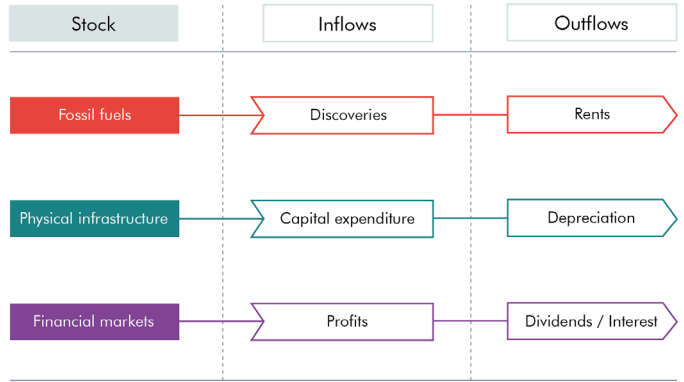 Stock
Inflows
Outflows
Fossil fuels
Discoveries
Rents
Physical infrastructure
Capital expenditure
Depreciation
Financial markets
Profits
Dividends / Interest